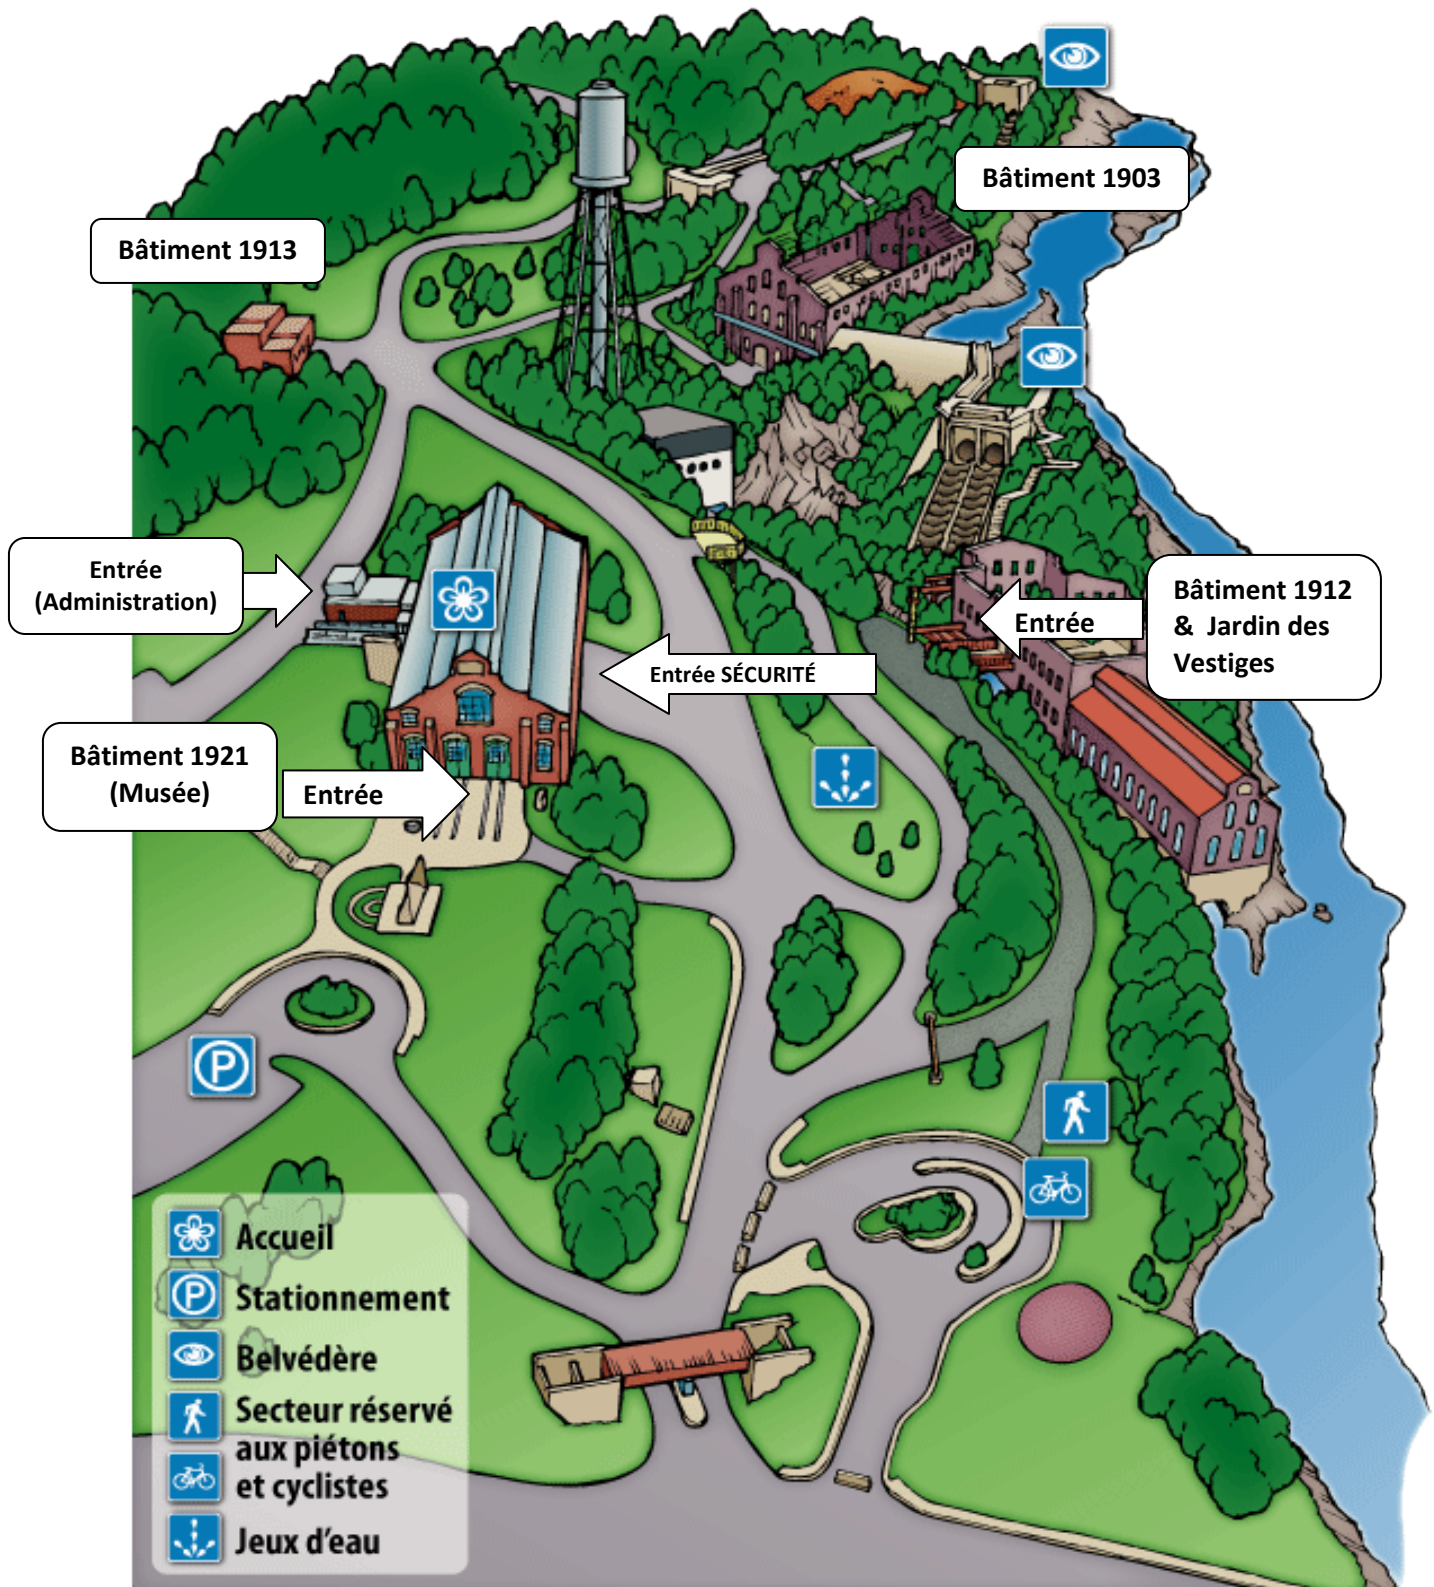 Bâtiment 1903
Bâtiment 1913
Entrée
(Administration)
Entrée
Bâtiment 1912
& Jardin des
Vestiges
Entrée SÉCURITÉ
Bâtiment 1921
(Musée)
Entrée
P
Accueil
P
Stationnement
Belvédère
Secteur réservé
aux piétons
et cyclistes
Jeux d'eau